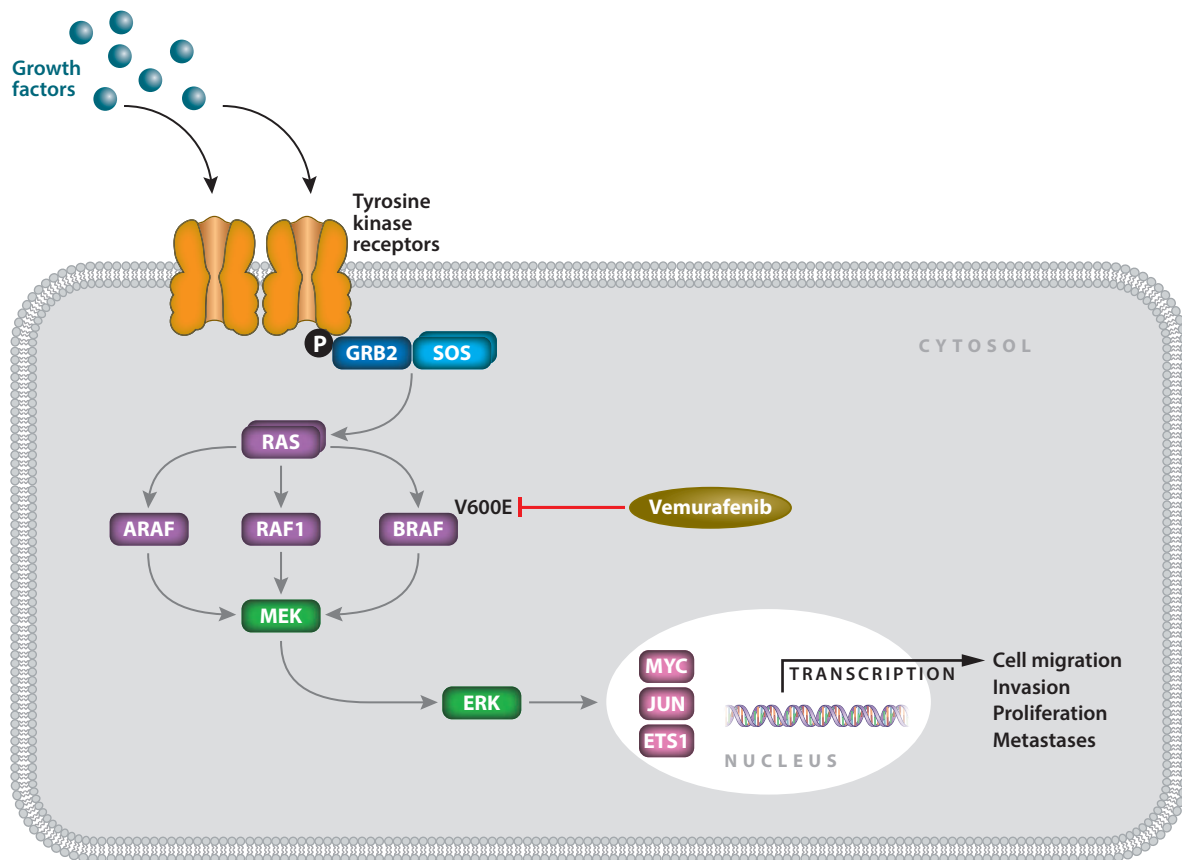 Growth
factors
Tyrosine
kinase
receptors
P
GRB2
SOS
CYTOSOL
RAS
V600E
Vemurafenib
ARAF
RAF1
BRAF
MEK
MYC
TRANSCRIPTION
Cell migration
Invasion
Proliferation
Metastases
ERK
JUN
ETS1
NUCLEUS